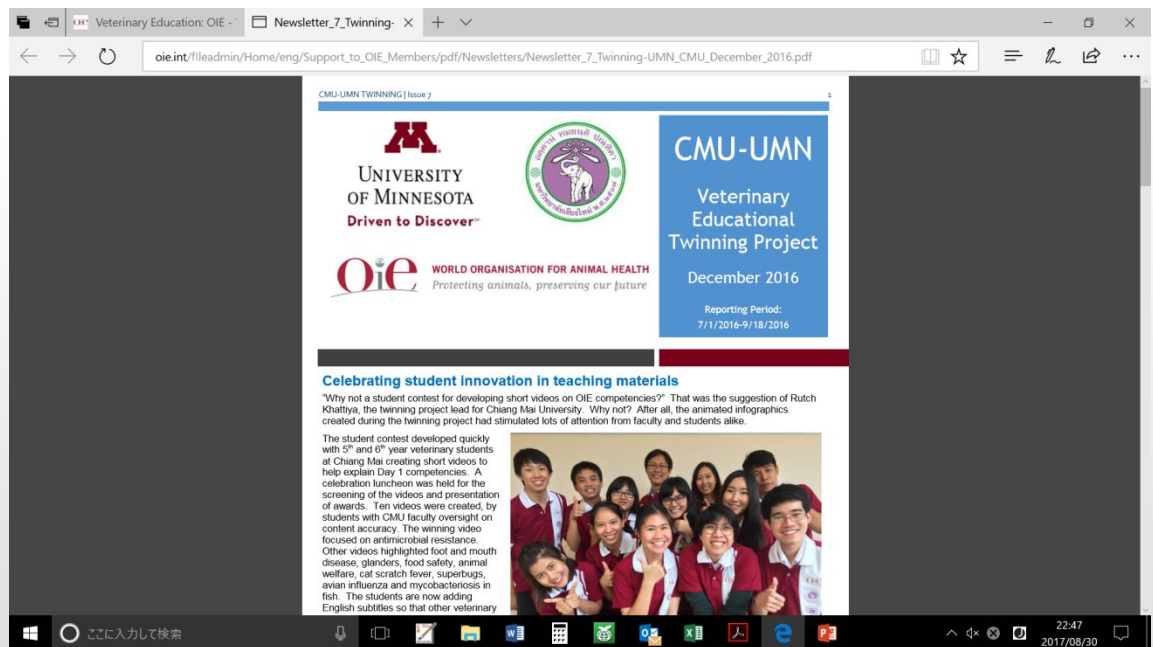 Veterinary Education: OIE -
Newsletter_7_Twinning-
oie.int/fileadmin/Home/eng/Support_to_OIE_Members/pdf/Newsletters/Newsletter_7_Twinning-UMN_CMU_December_2016.pdf
CMU-UMN TWINNING | Issue 7
1
UNIVERSITY
OF MINNESOTA
Driven to Discover℠
CMU-UMN
Veterinary
Educational
Twinning Project
December 2016
Reporting Period:
7/1/2016-9/18/2016
Oie
WORLD ORGANISATION FOR ANIMAL HEALTH
Protecting animals, preserving our future
Celebrating student innovation in teaching materials
"Why not a student contest for developing short videos on OIE competencies?" That was the suggestion of Rutch
Khattiya, the twinning project lead for Chiang Mai University. Why not? After all, the animated infographics
created during the twinning project had stimulated lots of attention from faculty and students alike.
The student contest developed quickly
with 5th and 6th year veterinary students
at Chiang Mai creating short videos to
help explain Day 1 competencies. A
celebration luncheon was held for the
screening of the videos and presentation
of awards. Ten videos were created, by
students with CMU faculty oversight on
content accuracy. The winning video
focused on antimicrobial resistance.
Other videos highlighted foot and mouth
disease, glanders, food safety, animal
welfare, cat scratch fever, superbugs,
avian influenza and mycobacteriosis in
fish. The students are now adding
English subtitles so that other veterinary
ここに入力して検索
22:47
2017/08/30